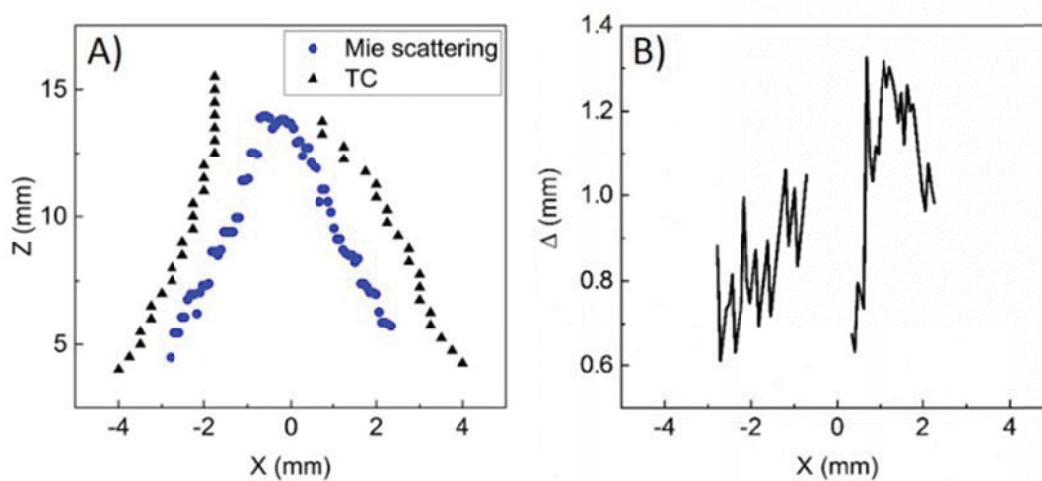 A)
Mie scattering
TC
Z (mm)
15
10
5
-4 -2 0 2 4
X (mm)
B)
Δ (mm)
1.4
1.2
1.0
0.8
0.6
-4 -2 0 2 4
X (mm)